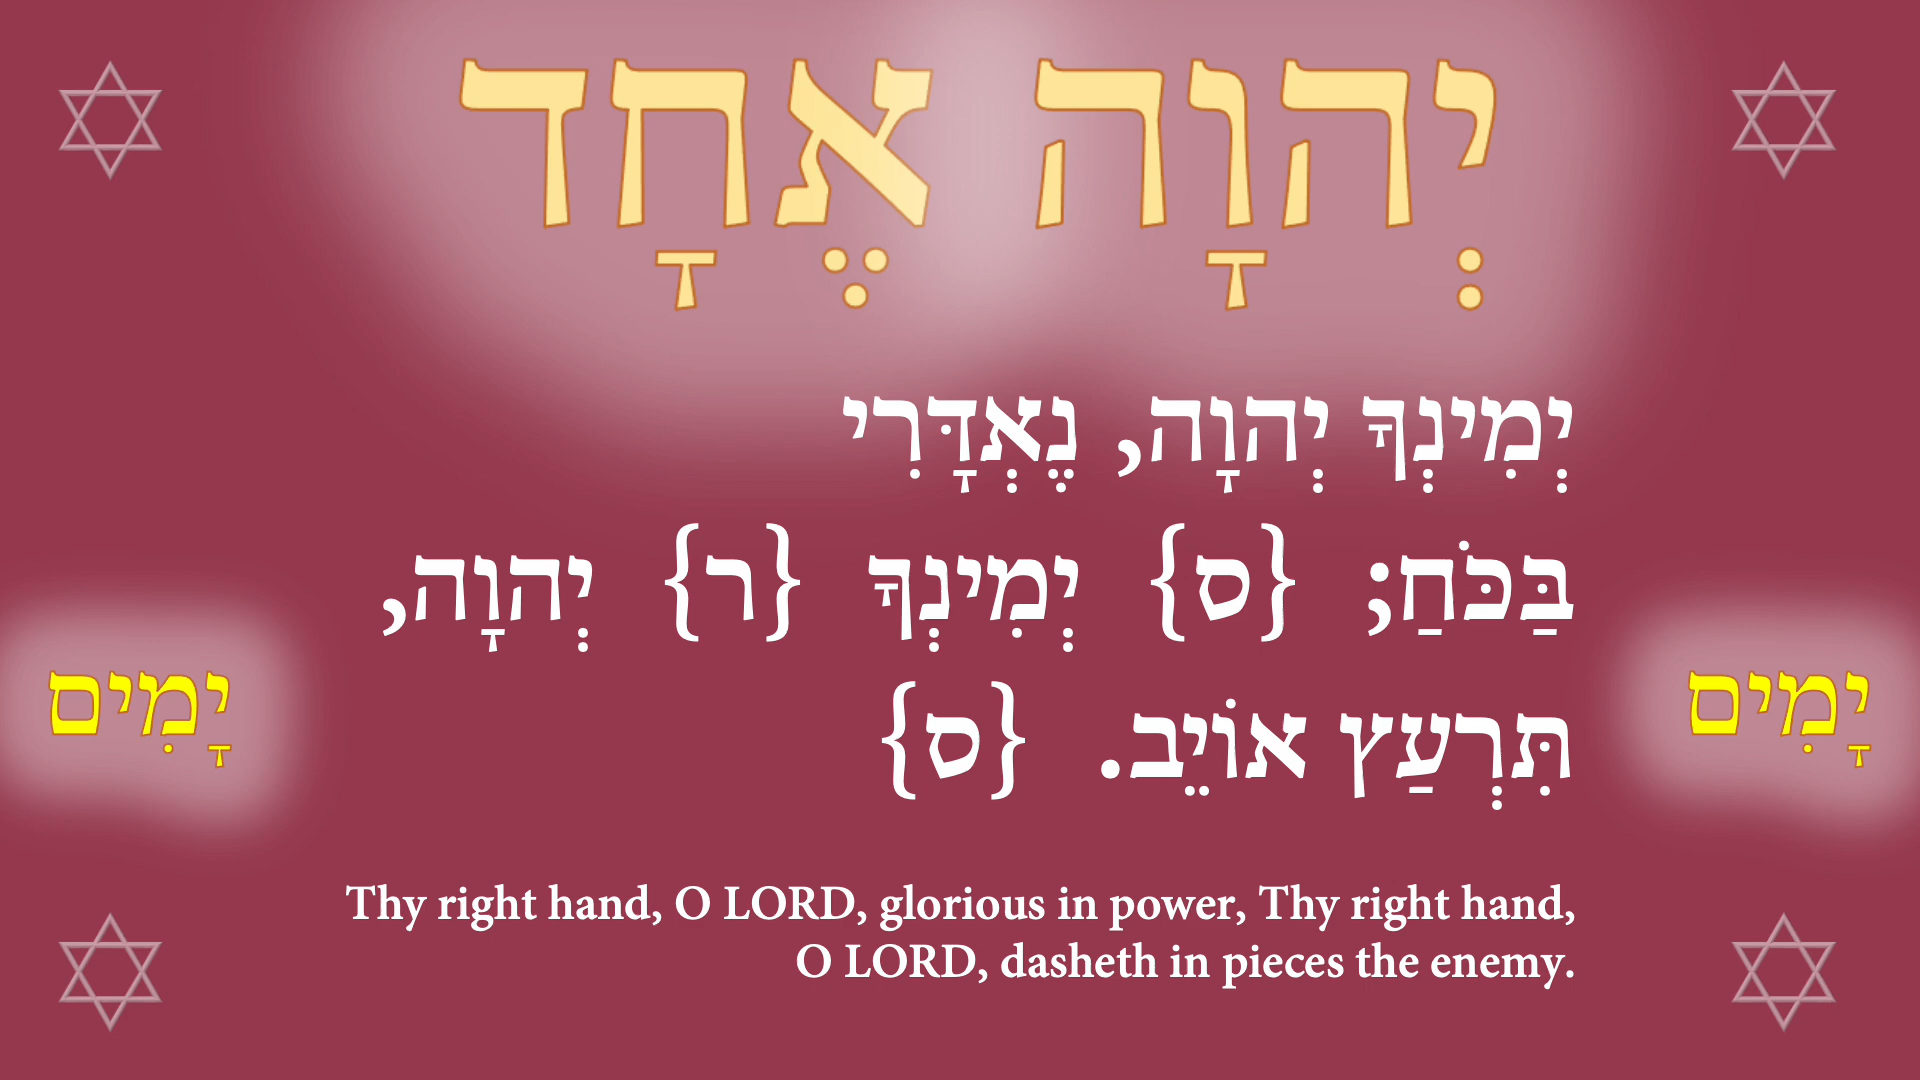 יְהוָה אֶחָד
יְמִינְךָ יְהוָה, נֶאְדָּרִי
בַּכֹּחַ; {ס} יְמִינְךָ {ר} יְהוָה,
תִּרְעַץ אוֹיֵב. {ס}
יָמִים
יָמִים
Thy right hand, O LORD, glorious in power, Thy right hand,
O LORD, dasheth in pieces the enemy.